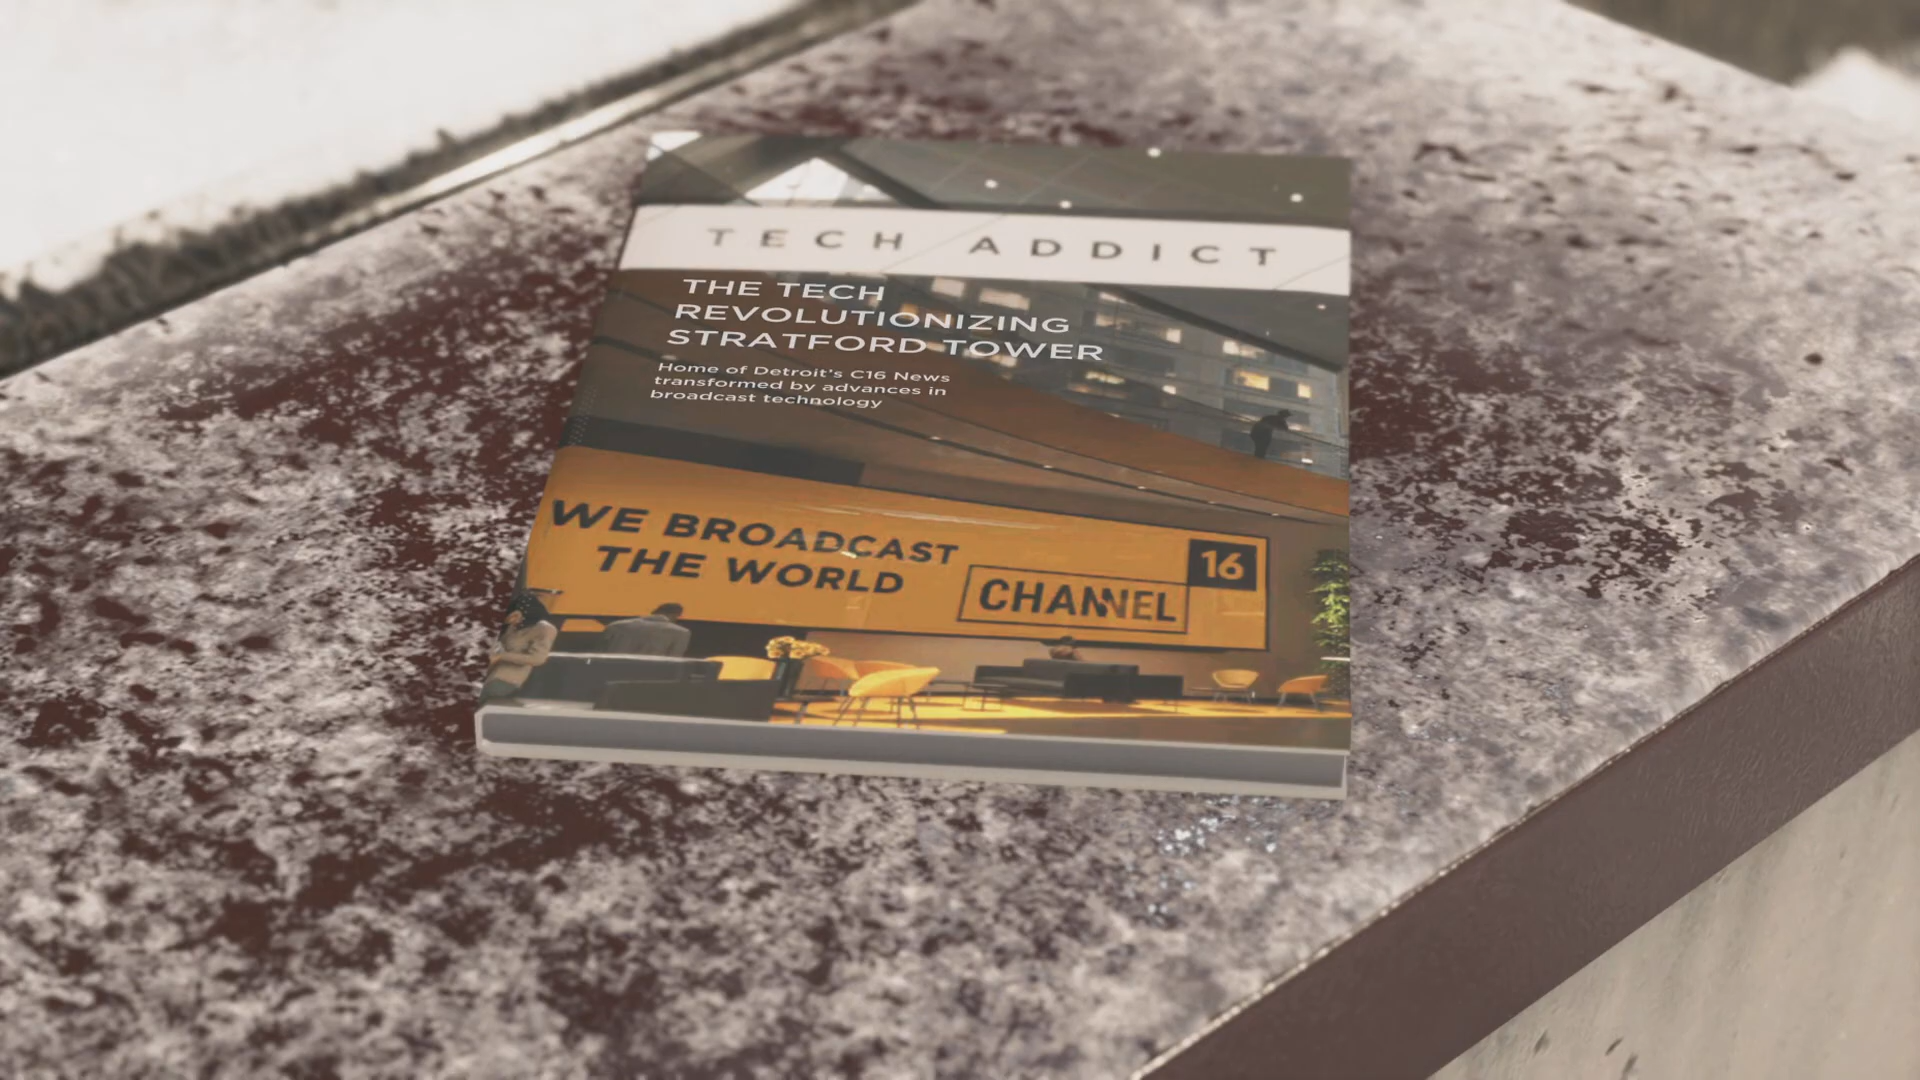 TECH ADDICT
THE TECH
REVOLUTIONIZING
STRATFORD TOWER
Home of Detroit's C16 News
transformed by advances in
broadcast technology
WE BROADCAST
THE WORLD
CHANNEL
16